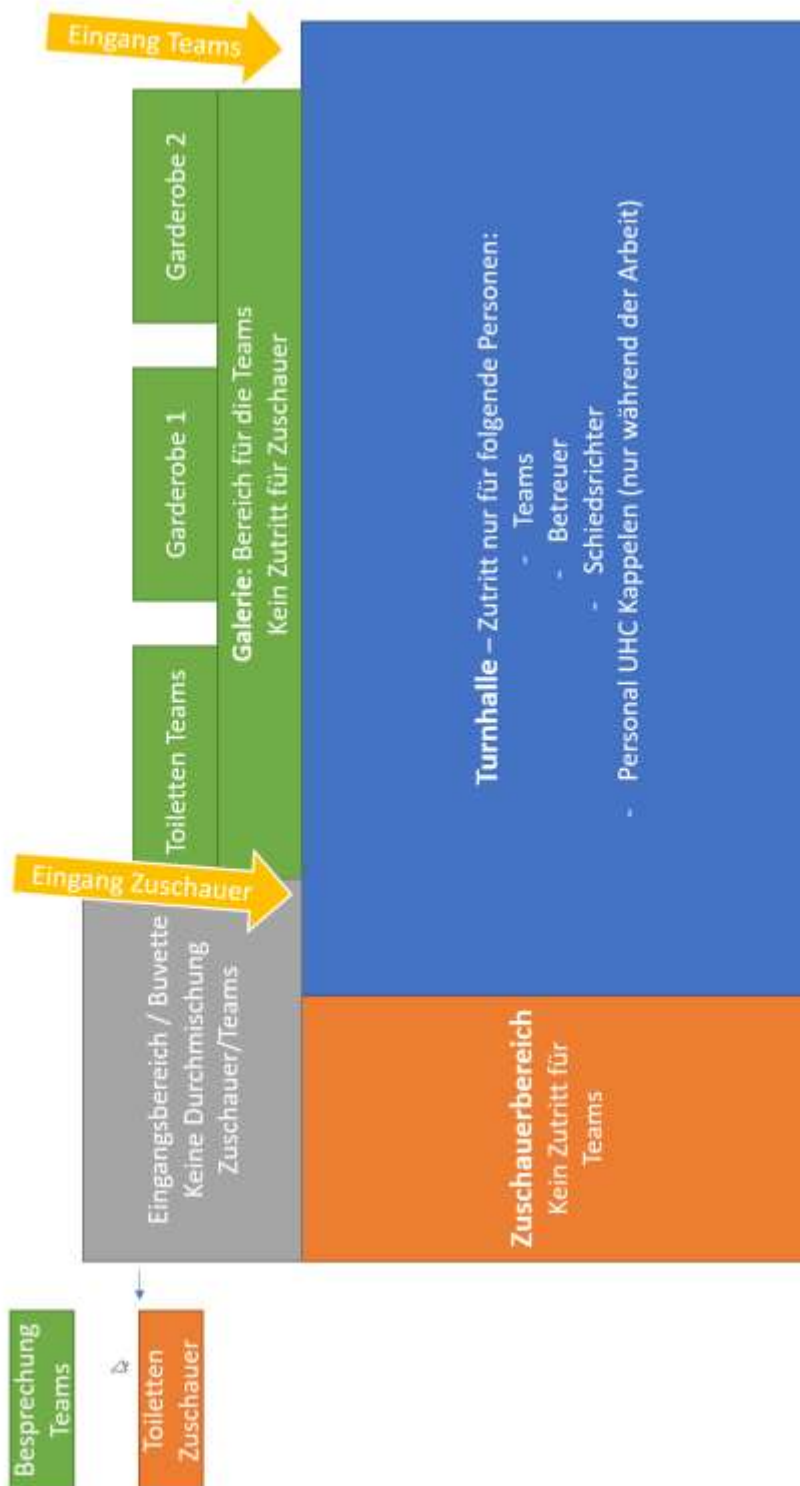 Besprechung
Teams
Toiletten
Zuschauer
Eingangsbereich / Buvette
Keine Durchmischung
Zuschauer/Teams
Eingang Zuschauer
Toiletten Teams
Garderobe 1
Garderobe 2
Eingang Teams
Galerie: Bereich für die Teams
Kein Zutritt für Zuschauer
Zuschauerbereich
Kein Zutritt für
Teams
Turnhalle – Zutritt nur für folgende Personen:
- Teams
- Betreuer
- Schiedsrichter
- Personal UHC Kappelen (nur während der Arbeit)